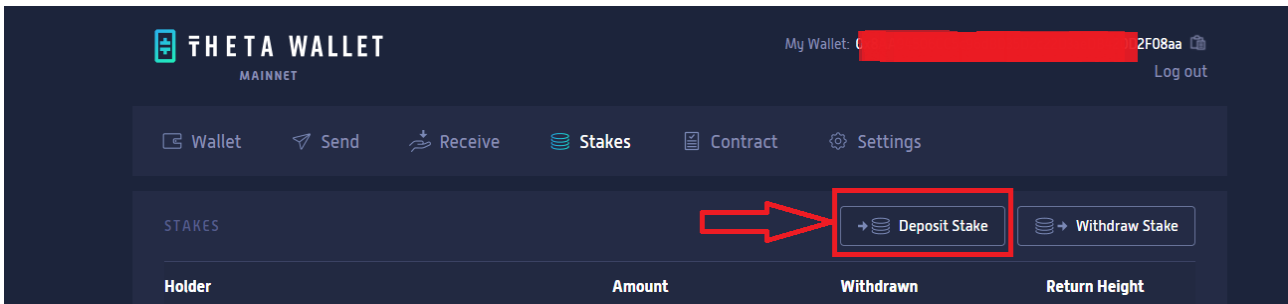 THETA WALLET
MAINNET
My Wallet: 2F08aa
Log out
Wallet Send Receive Stakes Contract Settings
STAKES Deposit Stake Withdraw Stake
Holder Amount Withdrawn Return Height